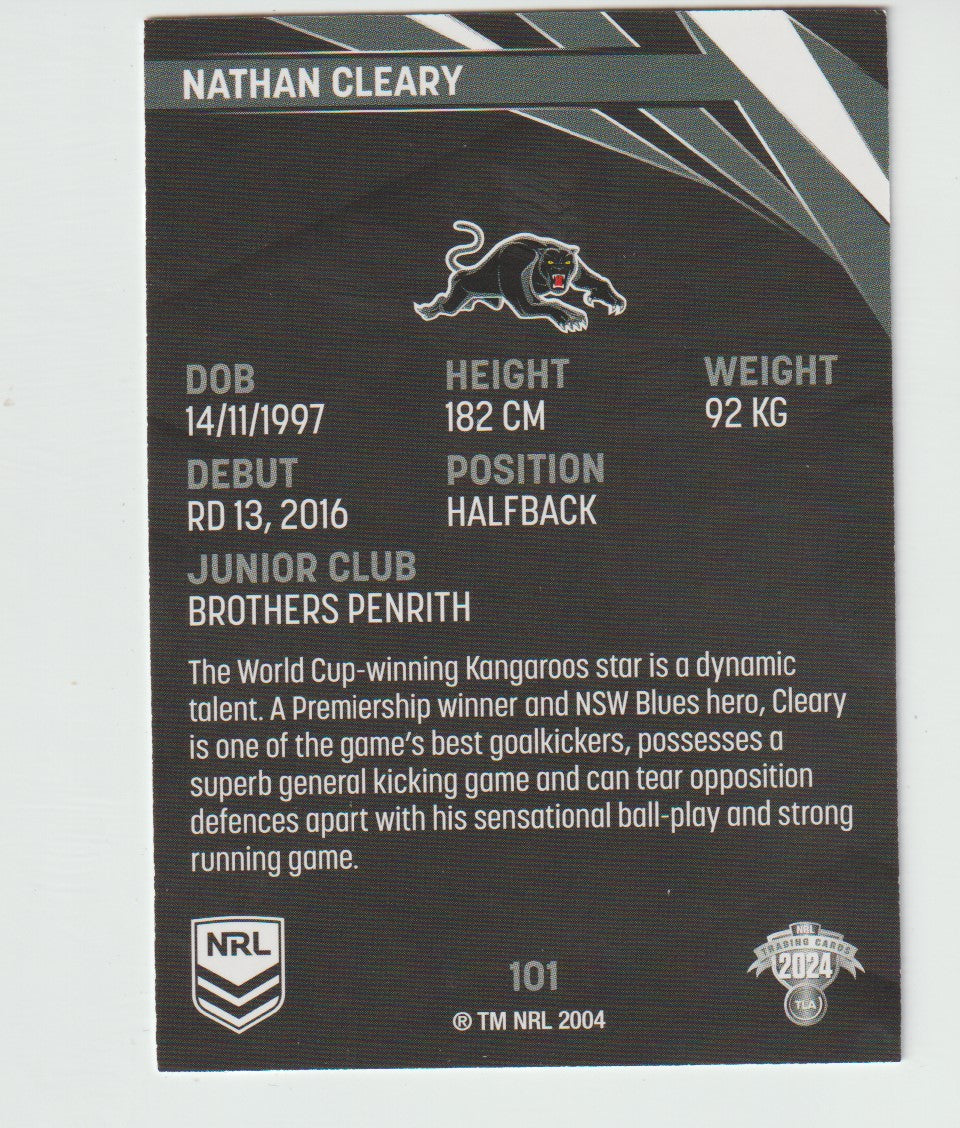 NATHAN CLEARY
DOB HEIGHT WEIGHT
14/11/1997 182 CM 92 KG
DEBUT POSITION
RD 13, 2016 HALFBACK
JUNIOR CLUB
BROTHERS PENRITH
The World Cup-winning Kangaroos star is a dynamic
talent. A Premiership winner and NSW Blues hero, Cleary
is one of the game's best goalkickers, possesses a
superb general kicking game and can tear opposition
defences apart with his sensational ball-play and strong
running game.
NRL
101
® TM NRL 2004
NRL
TRADING CARDS
2024
TLA